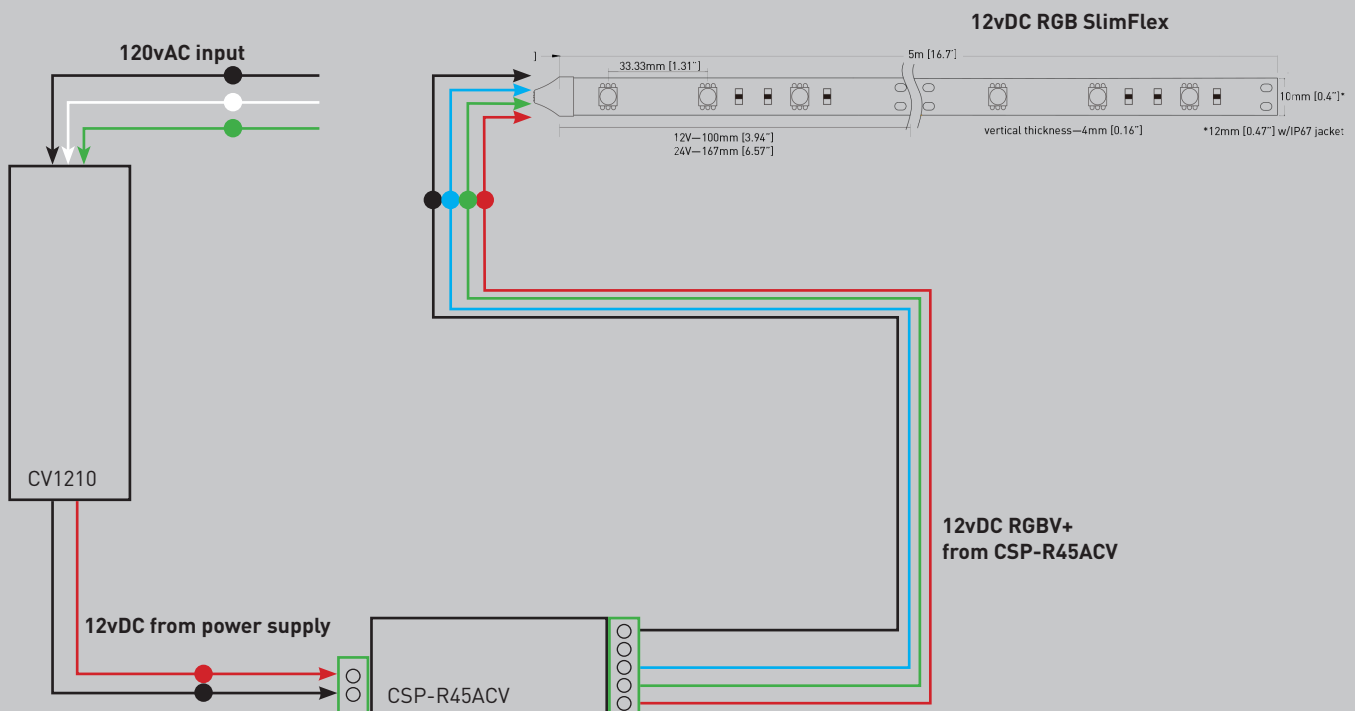 12vDC RGB SlimFlex
120vAC input
5m [16.7']
33.33mm [1.31"]
10mm [0.4"]*
12V—100mm [3.94"]
24V—167mm [6.57"]
vertical thickness—4mm [0.16"]
*12mm [0.47"] w/IP67 jacket
CV1210
12vDC RGBV+
from CSP-R45ACV
12vDC from power supply
CSP-R45ACV